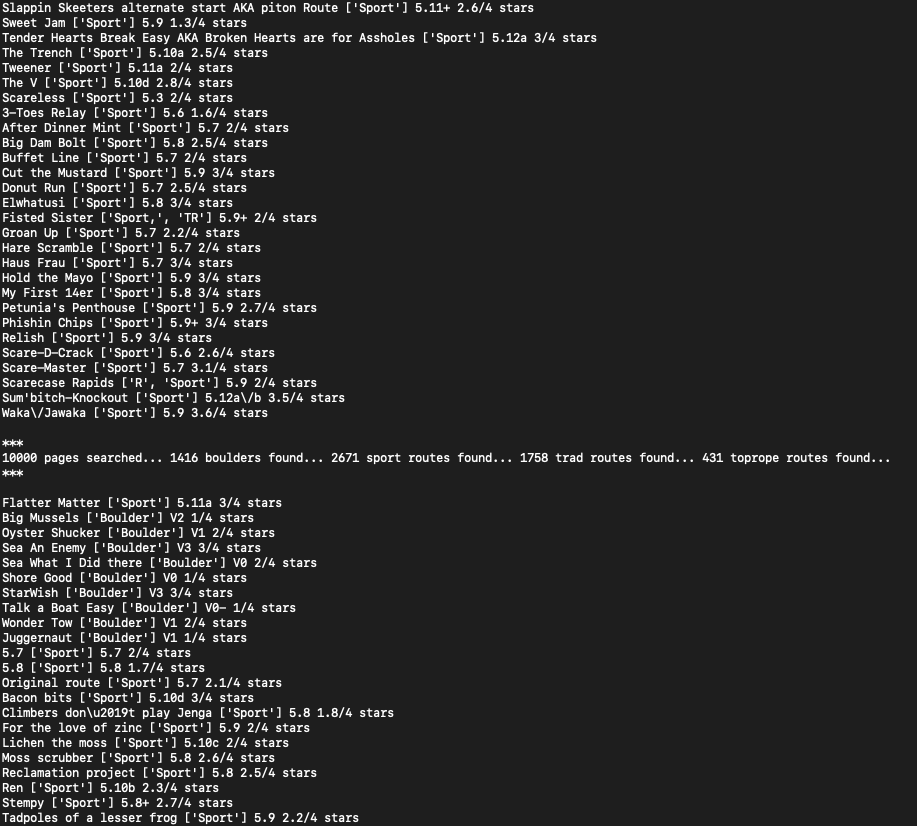 Slappin Skeeters alternate start AKA piton Route ['Sport'] 5.11+ 2.6/4 stars
Sweet Jam ['Sport'] 5.9 1.3/4 stars
Tender Hearts Break Easy AKA Broken Hearts are for Assholes ['Sport'] 5.12a 3/4 stars
The Trench ['Sport'] 5.10a 2.5/4 stars
Tweener ['Sport'] 5.11a 2/4 stars
The V ['Sport'] 5.10d 2.8/4 stars
Scareless ['Sport'] 5.3 2/4 stars
3-Toes Relay ['Sport'] 5.6 1.6/4 stars
After Dinner Mint ['Sport'] 5.7 2/4 stars
Big Dam Bolt ['Sport'] 5.8 2.5/4 stars
Buffet Line ['Sport'] 5.7 2/4 stars
Cut the Mustard ['Sport'] 5.9 3/4 stars
Donut Run ['Sport'] 5.7 2.5/4 stars
Elwhatusi ['Sport'] 5.8 3/4 stars
Fisted Sister ['Sport,', 'TR'] 5.9+ 2/4 stars
Groan Up ['Sport'] 5.7 2.2/4 stars
Hare Scramble ['Sport'] 5.7 2/4 stars
Haus Frau ['Sport'] 5.7 3/4 stars
Hold the Mayo ['Sport'] 5.9 3/4 stars
My First 14er ['Sport'] 5.8 3/4 stars
Petunia's Penthouse ['Sport'] 5.9 2.7/4 stars
Phishin Chips ['Sport'] 5.9+ 3/4 stars
Relish ['Sport'] 5.9 3/4 stars
Scare-D-Crack ['Sport'] 5.6 2.6/4 stars
Scare-Master ['Sport'] 5.7 3.1/4 stars
Scarecase Rapids ['R', 'Sport'] 5.9 2/4 stars
Sum'bitch-Knockout ['Sport'] 5.12a\/b 3.5/4 stars
Waka\/Jawaka ['Sport'] 5.9 3.6/4 stars
***
10000 pages searched... 1416 boulders found... 2671 sport routes found... 1758 trad routes found... 431 toprope routes found...
***
Flatter Matter ['Sport'] 5.11a 3/4 stars
Big Mussels ['Boulder'] V2 1/4 stars
Oyster Shucker ['Boulder'] V1 2/4 stars
Sea An Enemy ['Boulder'] V3 3/4 stars
Sea What I Did there ['Boulder'] V0 2/4 stars
Shore Good ['Boulder'] V0 1/4 stars
StarWish ['Boulder'] V3 3/4 stars
Talk a Boat Easy ['Boulder'] V0- 1/4 stars
Wonder Tow ['Boulder'] V1 2/4 stars
Juggernaut ['Boulder'] V1 1/4 stars
5.7 ['Sport'] 5.7 2/4 stars
5.8 ['Sport'] 5.8 1.7/4 stars
Original route ['Sport'] 5.7 2.1/4 stars
Bacon bits ['Sport'] 5.10d 3/4 stars
Climbers don\u2019t play Jenga ['Sport'] 5.8 1.8/4 stars
For the love of zinc ['Sport'] 5.9 2/4 stars
Lichen the moss ['Sport'] 5.10c 2/4 stars
Moss scrubber ['Sport'] 5.8 2.6/4 stars
Reclamation project ['Sport'] 5.8 2.5/4 stars
Ren ['Sport'] 5.10b 2.3/4 stars
Stempy ['Sport'] 5.8+ 2.7/4 stars
Tadpoles of a lesser frog ['Sport'] 5.9 2.2/4 stars